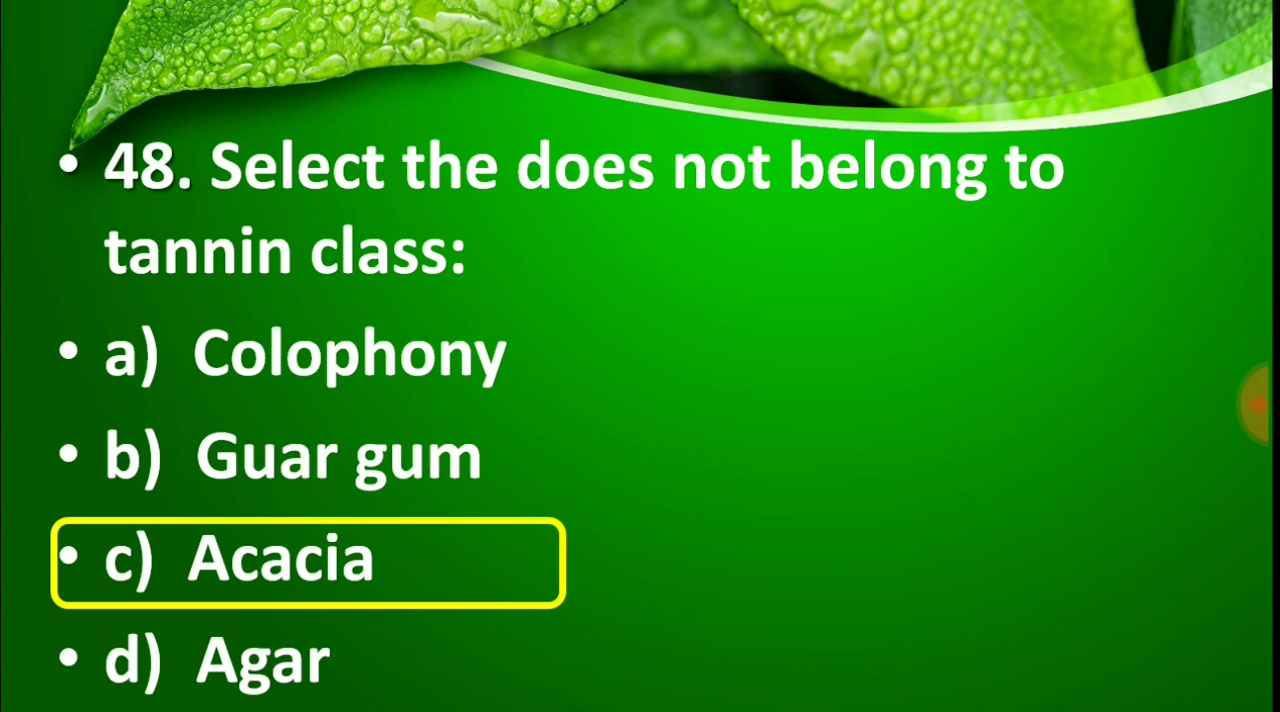 • 48. Select the does not belong to
tannin class:
• a) Colophony
• b) Guar gum
• c) Acacia
• d) Agar